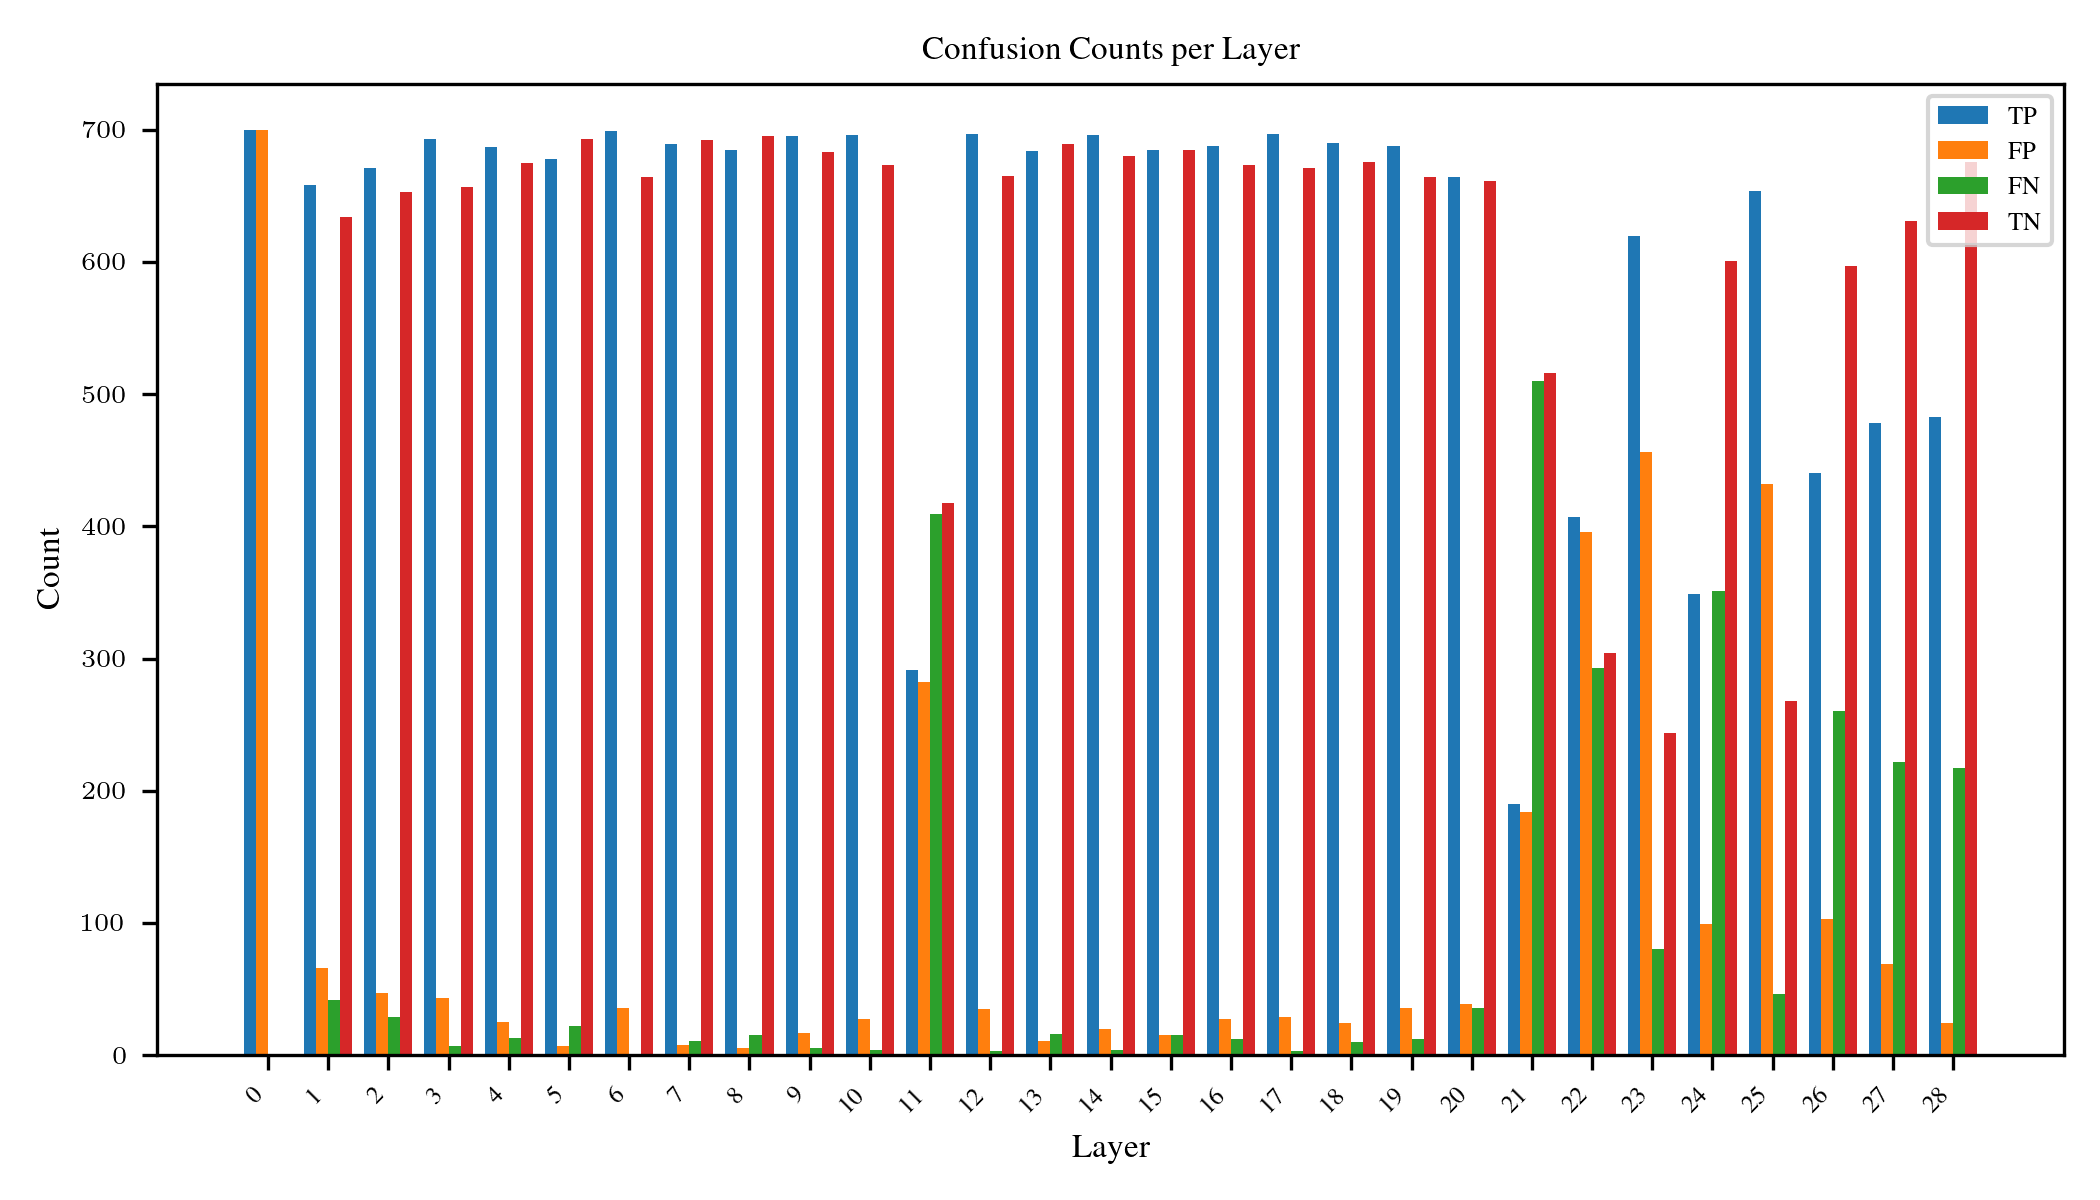 Confusion Counts per Layer
TP
FP
FN
TN
700
600
500
400
300
200
100
0
Count
0 1 2 3 4 5 6 7 8 9 10 11 12 13 14 15 16 17 18 19 20 21 22 23 24 25 26 27 28
Layer